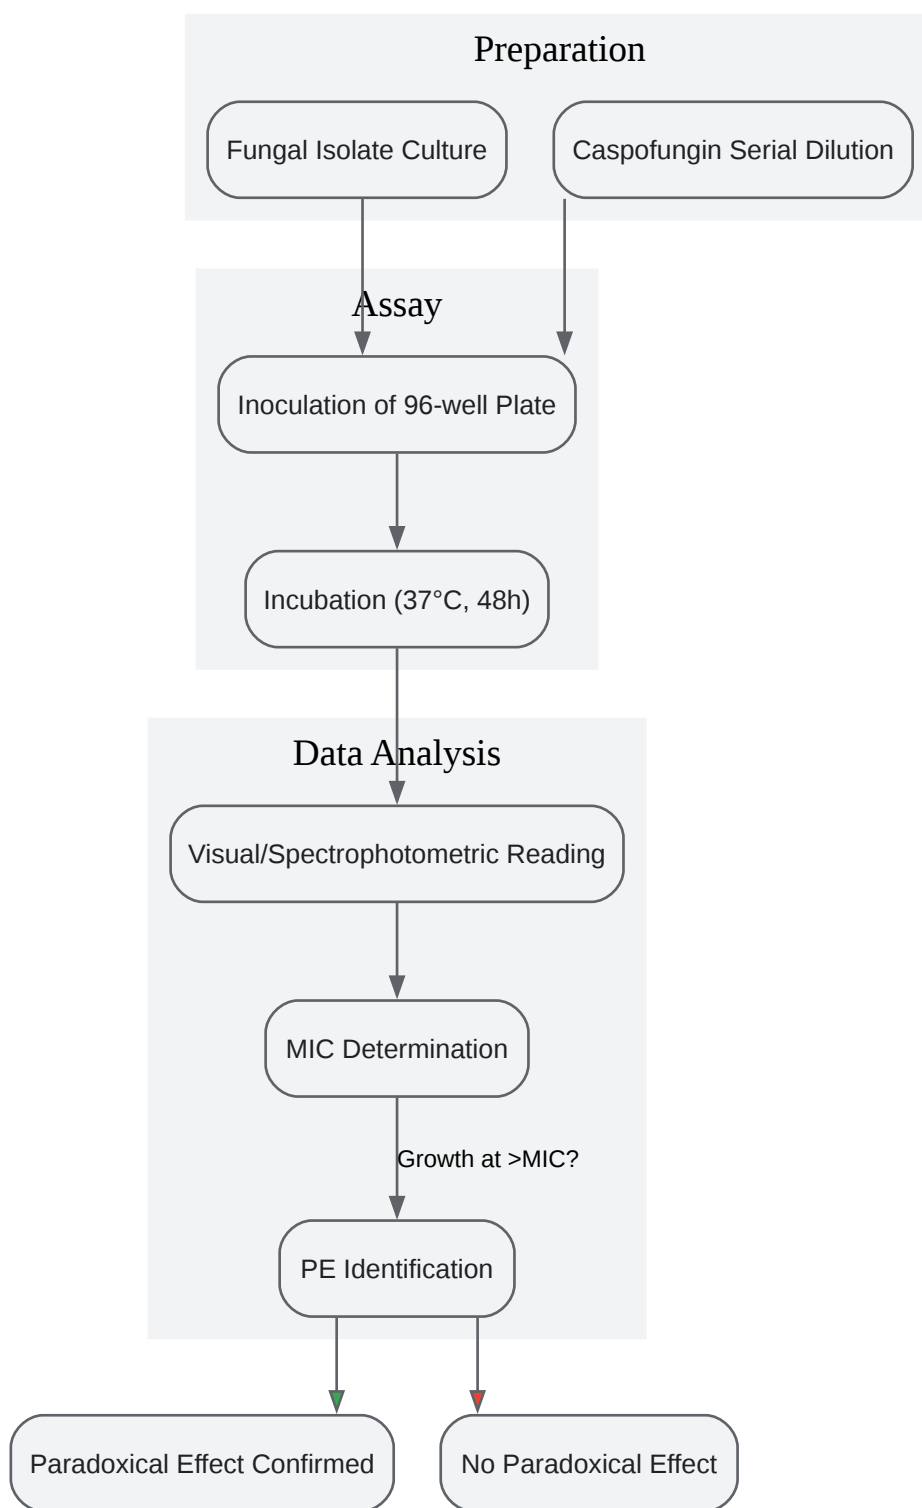 Preparation
Fungal Isolate Culture
Caspofungin Serial Dilution
Assay
Inoculation of 96-well Plate
Incubation (37°C, 48h)
Data Analysis
Visual/Spectrophotometric Reading
MIC Determination
Growth at >MIC?
PE Identification
Paradoxical Effect Confirmed
No Paradoxical Effect